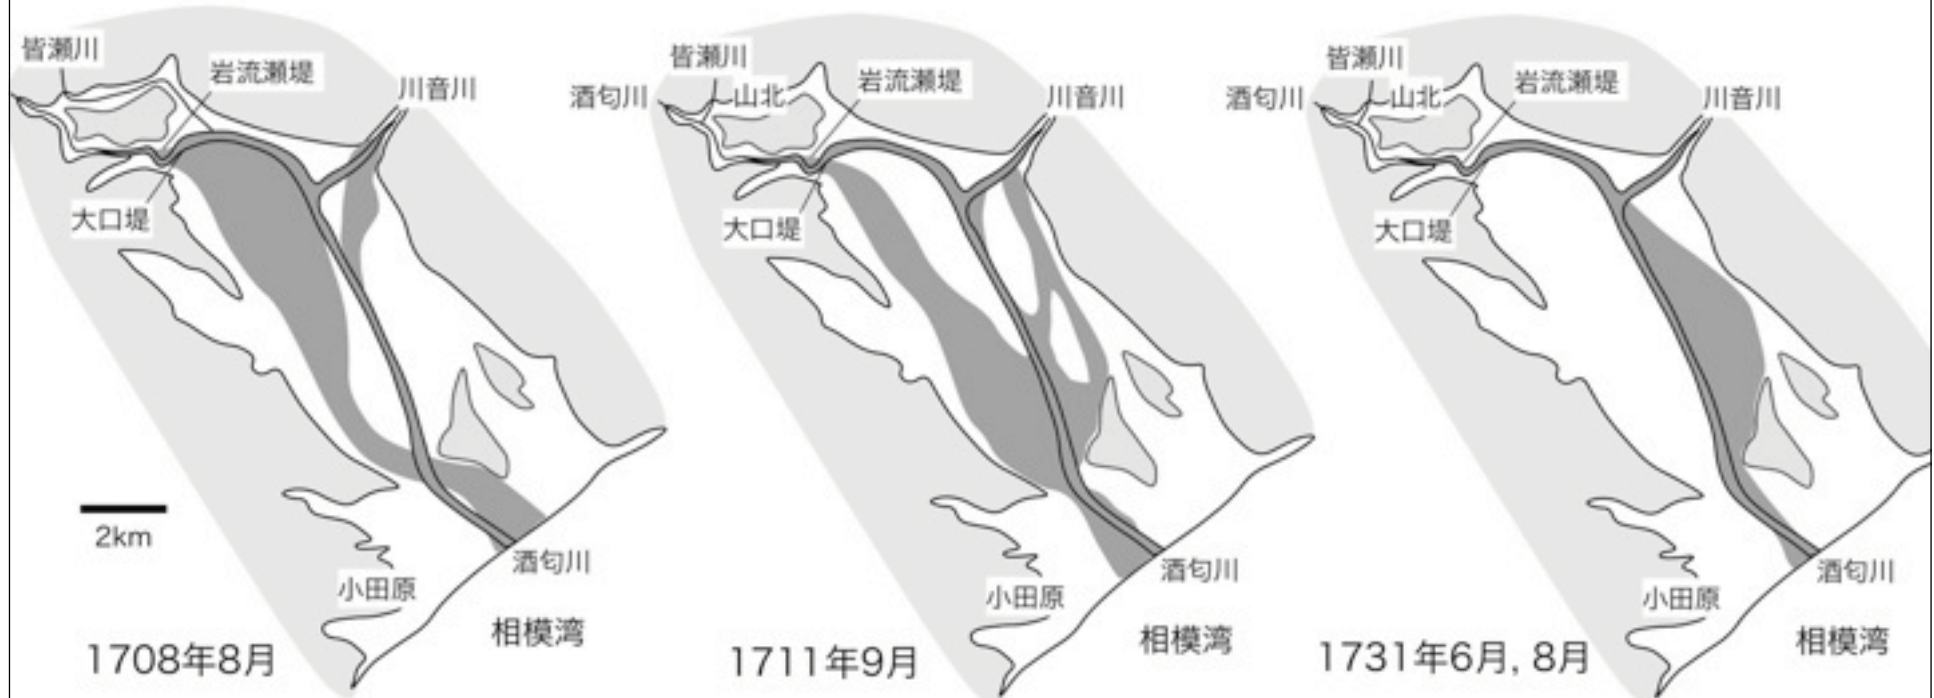 皆瀬川
岩流瀬堤
川音川
大口堤
2km
酒匂川
小田原
相模湾
1708年8月
皆瀬川
酒匂川
山北
岩流瀬堤
川音川
大口堤
酒匂川
小田原
相模湾
1711年9月
皆瀬川
酒匂川
山北
岩流瀬堤
川音川
大口堤
酒匂川
小田原
相模湾
1731年6月, 8月